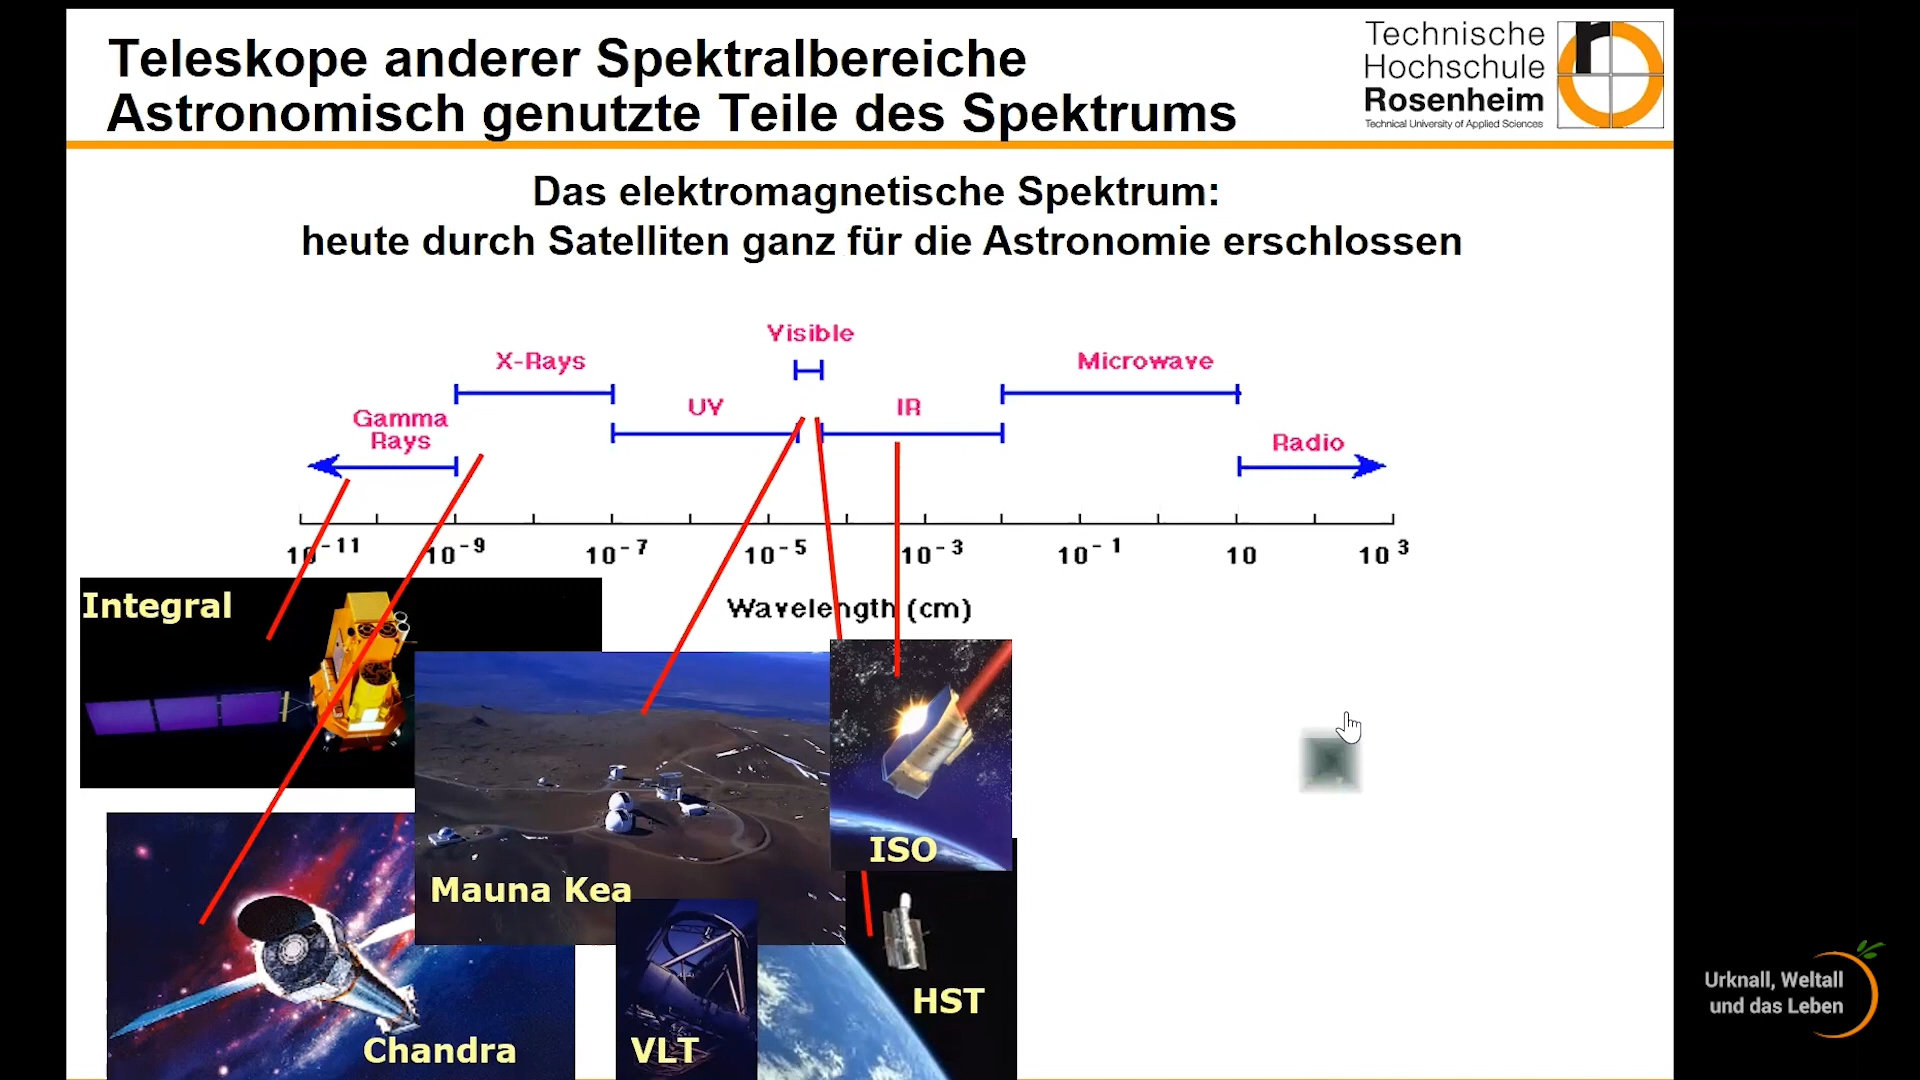 Teleskope anderer Spektralbereiche
Astronomisch genutzte Teile des Spektrums
Technische
Hochschule
Rosenheim
Technical University of Applied Sciences
Das elektromagnetische Spektrum:
heute durch Satelliten ganz für die Astronomie erschlossen
Visible
X-Rays
Microwave
UV
IR
Gamma
Rays
Radio
10⁻¹¹ 10⁻⁹ 10⁻⁷ 10⁻⁵ 10⁻³ 10⁻¹ 10 10³
Wavelength (cm)
Integral
ISO
Mauna Kea
HST
Chandra
VLT
Urknall, Weltall
und das Leben